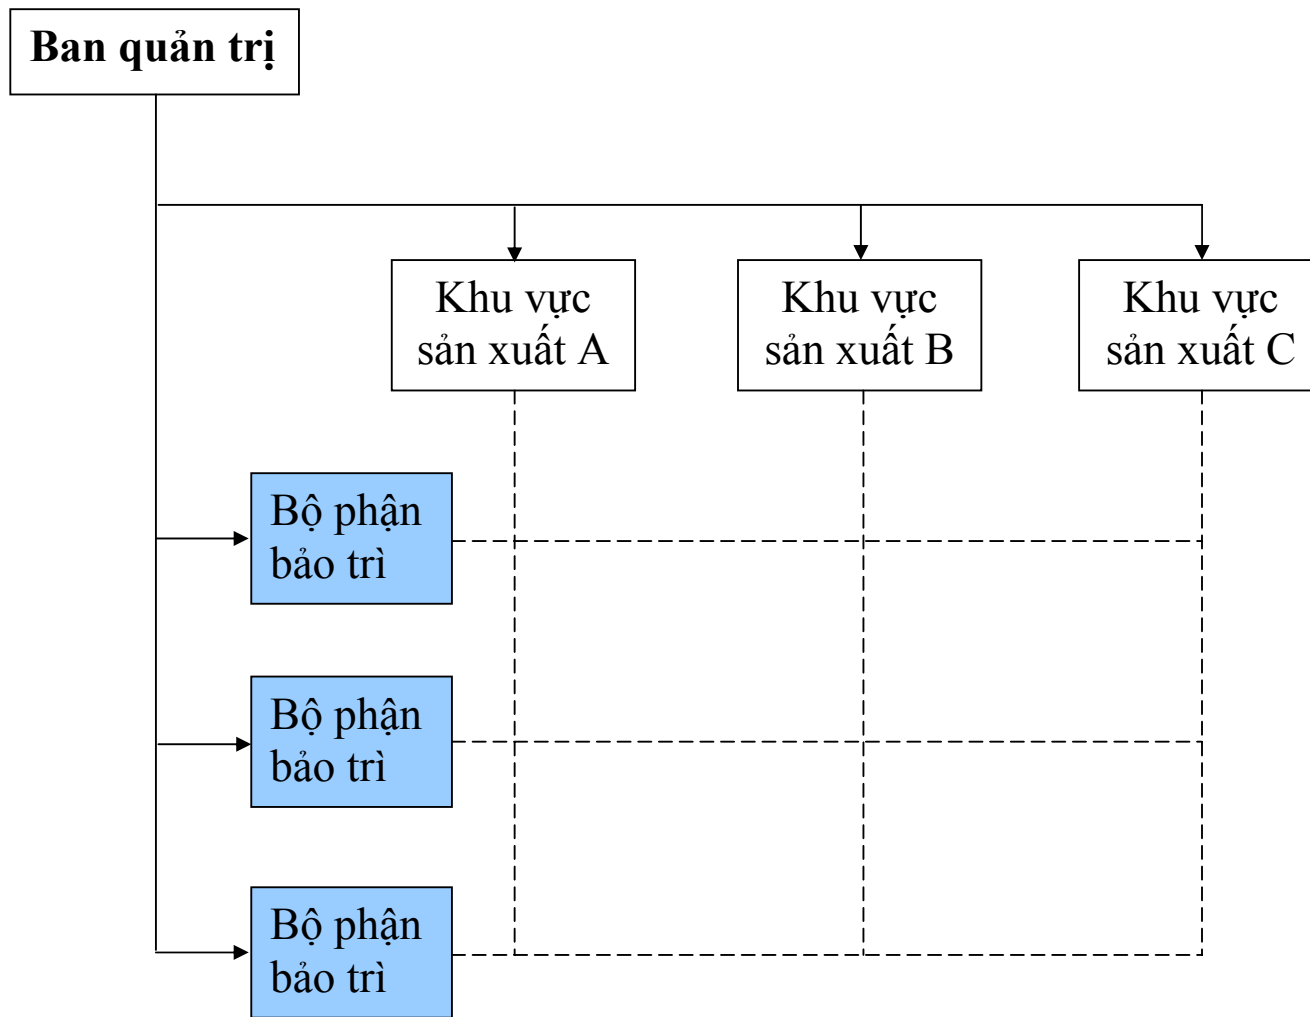 Ban quản trị
Khu vực
sản xuất A
Khu vực
sản xuất B
Khu vực
sản xuất C
Bộ phận
bảo trì
Bộ phận
bảo trì
Bộ phận
bảo trì